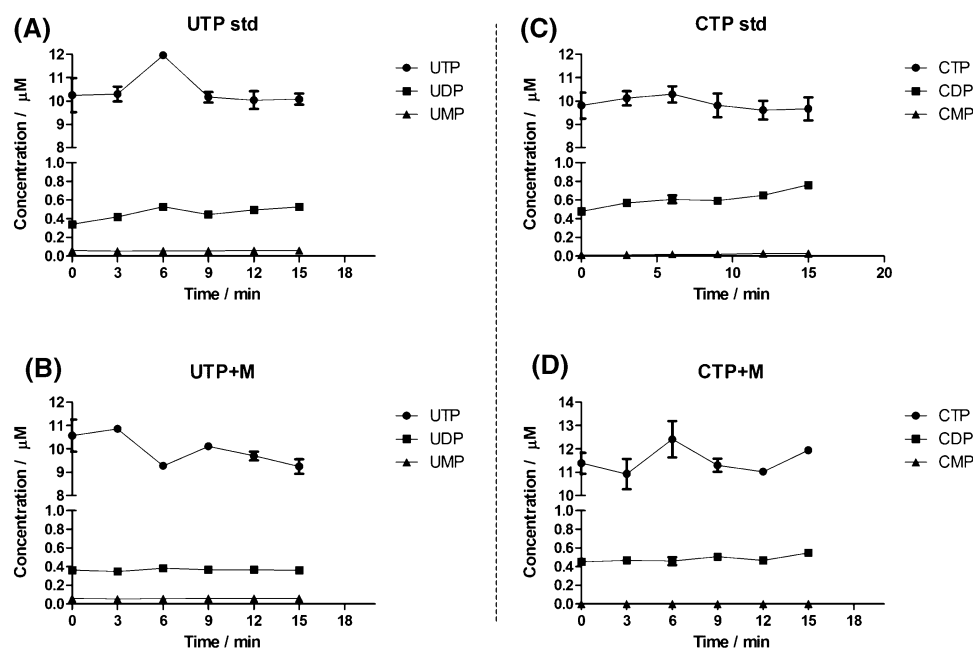 (A)
UTP std
12
11
10
9
8
1.0
0.8
0.6
0.4
0.2
0.0
0 3 6 9 12 15 18
Time / min
Concentration / μM
UTP
UDP
UMP
(C)
CTP std
12
11
10
9
8
1.0
0.8
0.6
0.4
0.2
0.0
0 5 10 15 20
Time / min
Concentration / μM
CTP
CDP
CMP
(B)
UTP+M
12
11
10
9
8
1.0
0.8
0.6
0.4
0.2
0.0
0 3 6 9 12 15 18
Time / min
Concentration / μM
UTP
UDP
UMP
(D)
CTP+M
14
13
12
11
10
1.0
0.8
0.6
0.4
0.2
0.0
0 3 6 9 12 15 18
Time / min
Concentration / μM
CTP
CDP
CMP